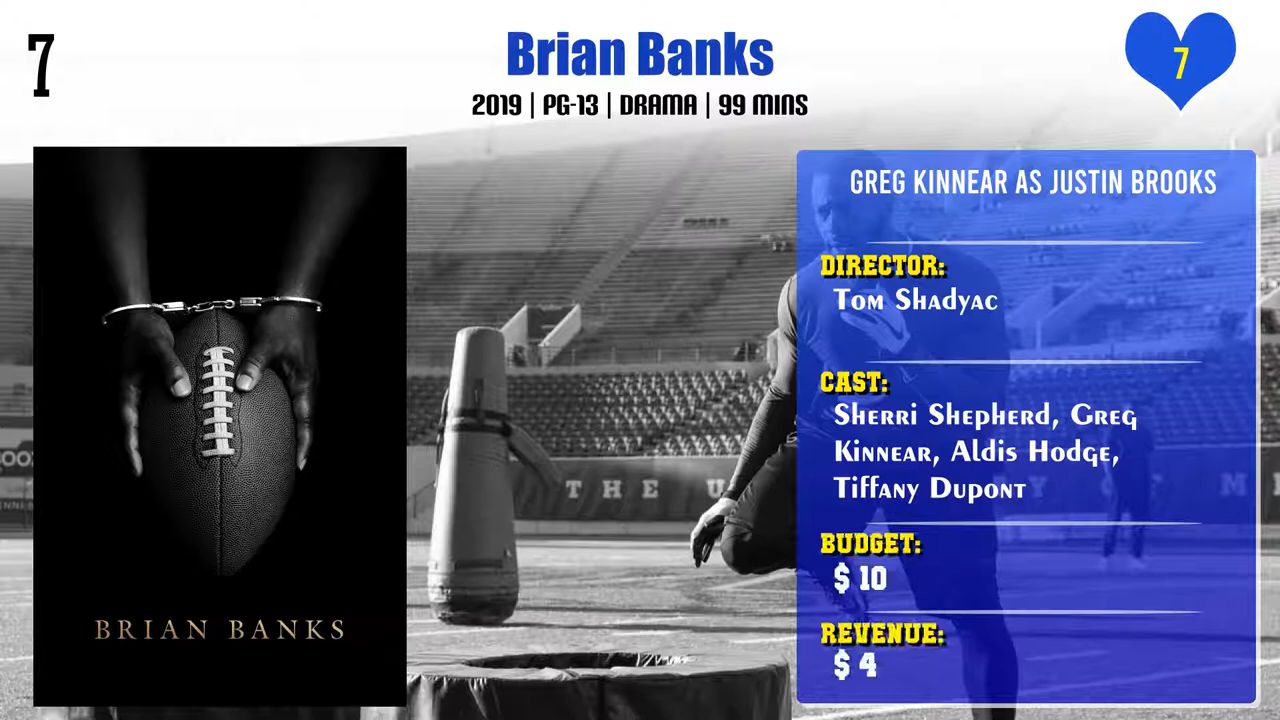 7
Brian Banks
2019 | PG-13 | DRAMA | 99 MINS
7
GREG KINNEAR AS JUSTIN BROOKS
DIRECTOR:
Tom Shadyac
CAST:
Sherri Shepherd, Greg
Kinnear, Aldis Hodge,
Tiffany Dupont
BUDGET:
$ 10
REVENUE:
$ 4
BRIAN BANKS
THE U